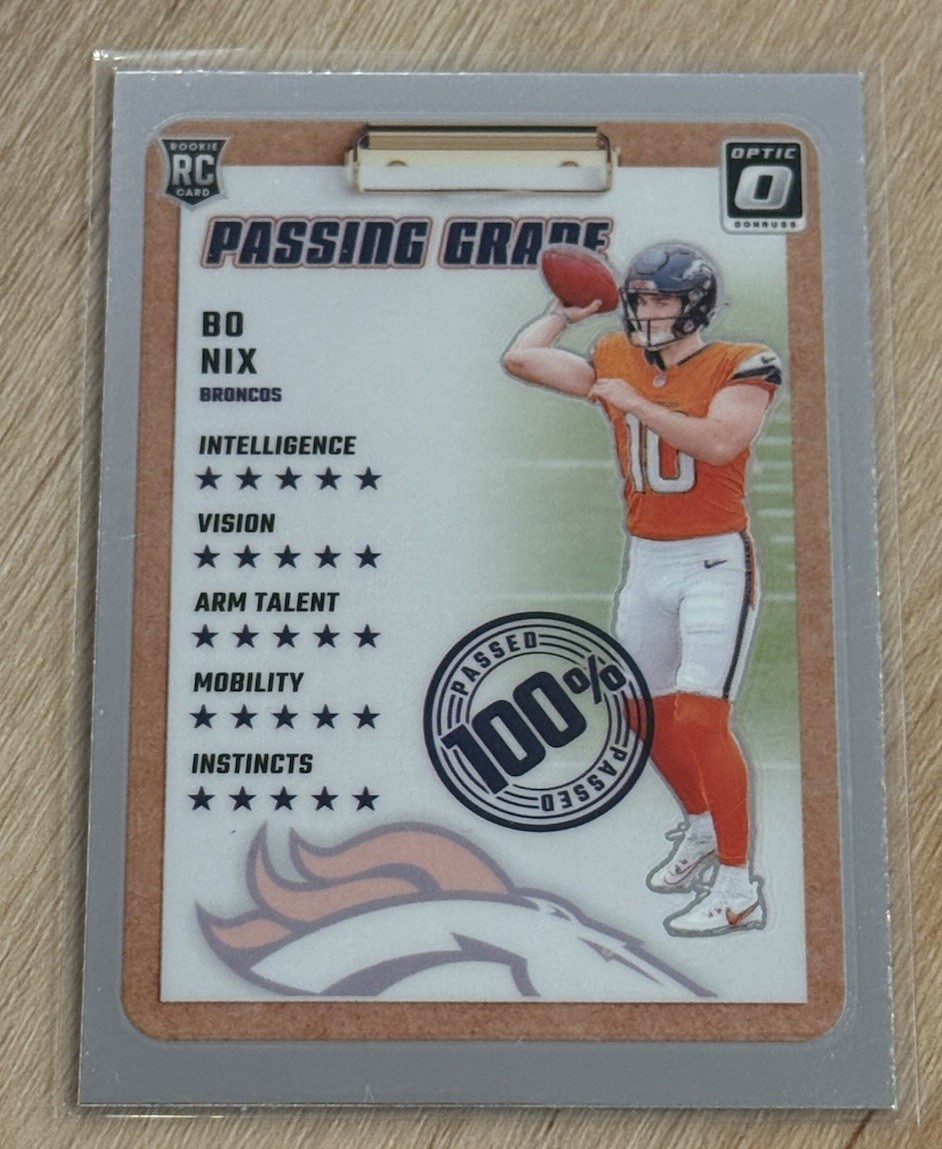 ROOKIE
RC
CARD
OPTIC
O
DONRUSS
PASSING GRADE
BO
NIX
BRONCOS
INTELLIGENCE
★★★★★
VISION
★★★★★
ARM TALENT
★★★★★
MOBILITY
★★★★★
INSTINCTS
★★★★★
PASSED
100%
PASSED
10